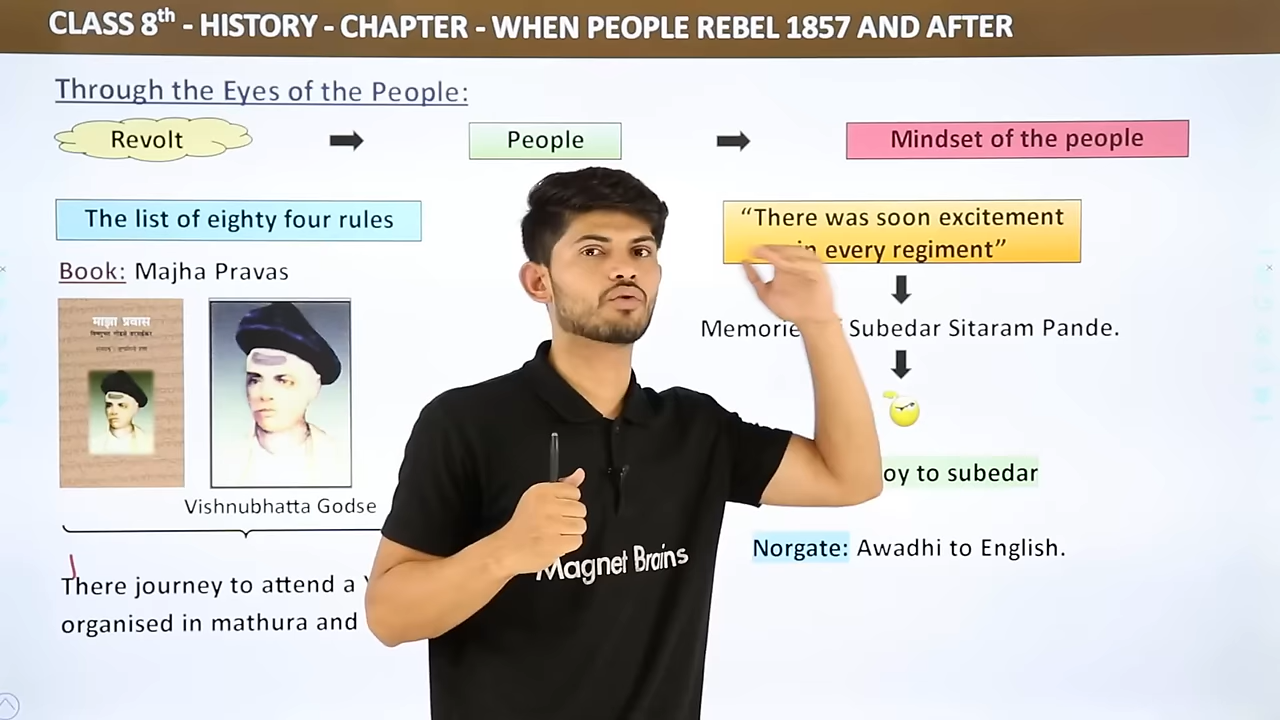 CLASS 8th - HISTORY - CHAPTER - WHEN PEOPLE REBEL 1857 AND AFTER
Through the Eyes of the People:
Revolt
People
Mindset of the people
The list of eighty four rules
Book: Majha Pravas
माझा प्रवास
Vishnubhatta Godse
There journey to attend a
organised in mathura and
“There was soon excitement
in every regiment”
Subedar Sitaram Pande.
to subedar
Norgate: Awadhi to English.
Magnet Brains